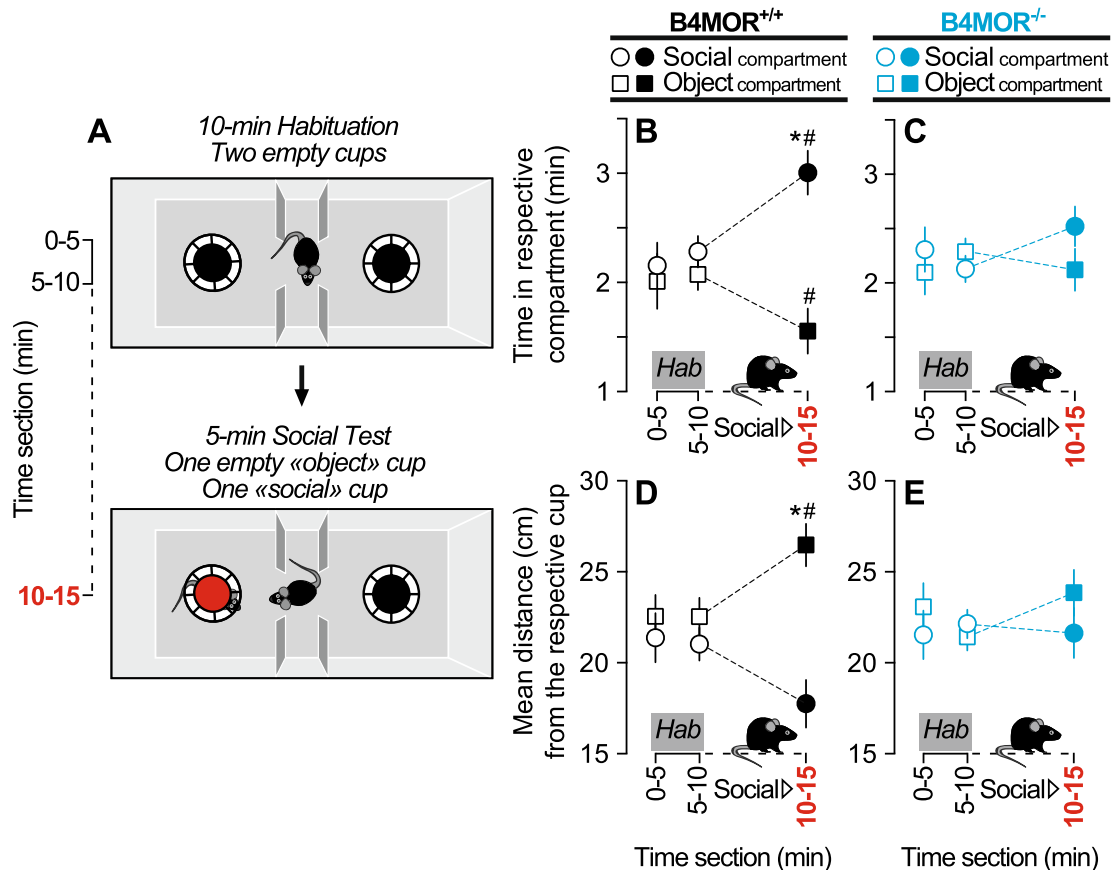 B4MOR+/+
Social compartment
Object compartment
B4MOR-/-
Social compartment
Object compartment
A
10-min Habituation
Two empty cups
Time section (min)
0-5
5-10
5-min Social Test
One empty «object» cup
One «social» cup
10-15
B
Time in respective
compartment (min)
3
2
1
*#
#
Hab
0-5
5-10
Social
10-15
C
3
2
1
Hab
0-5
5-10
Social
10-15
D
Mean distance (cm)
from the respective cup
30
25
20
15
*#
Hab
0-5
5-10
Social
10-15
Time section (min)
E
30
25
20
15
Hab
0-5
5-10
Social
10-15
Time section (min)